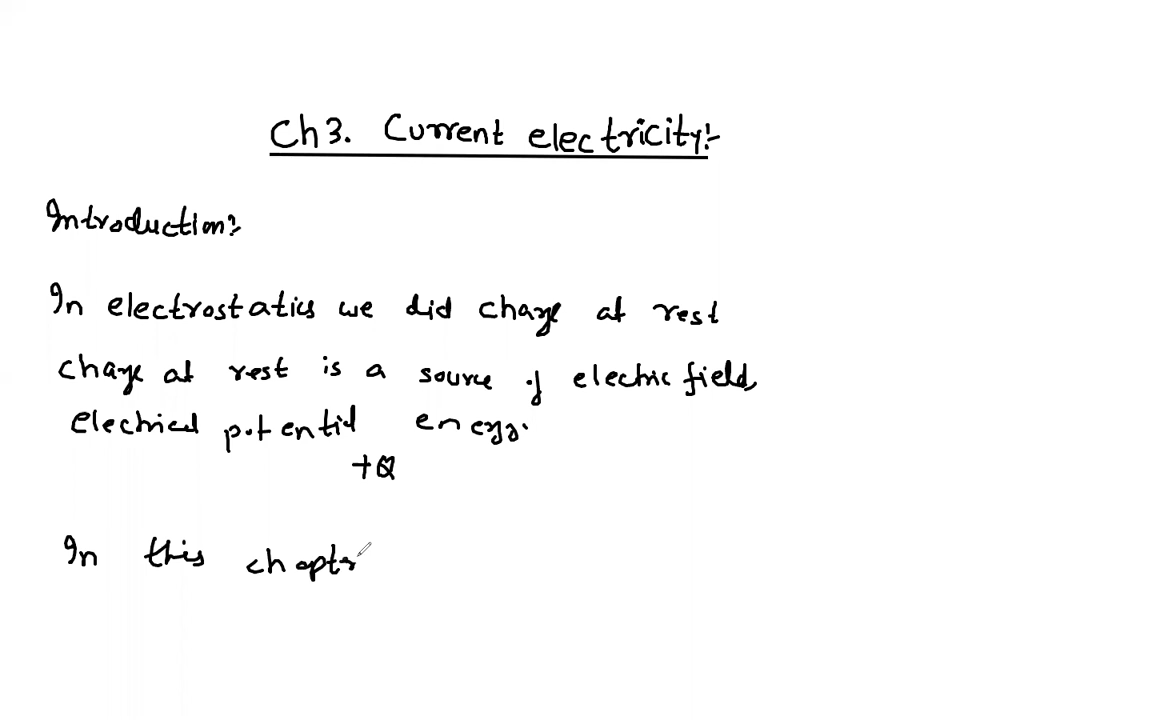 Ch3. Current electricity:-
Introduction:-
In electrostatics we did charge at rest
charge at rest is a source of electric field,
Electrical potential energy.
+Q
In this chapter